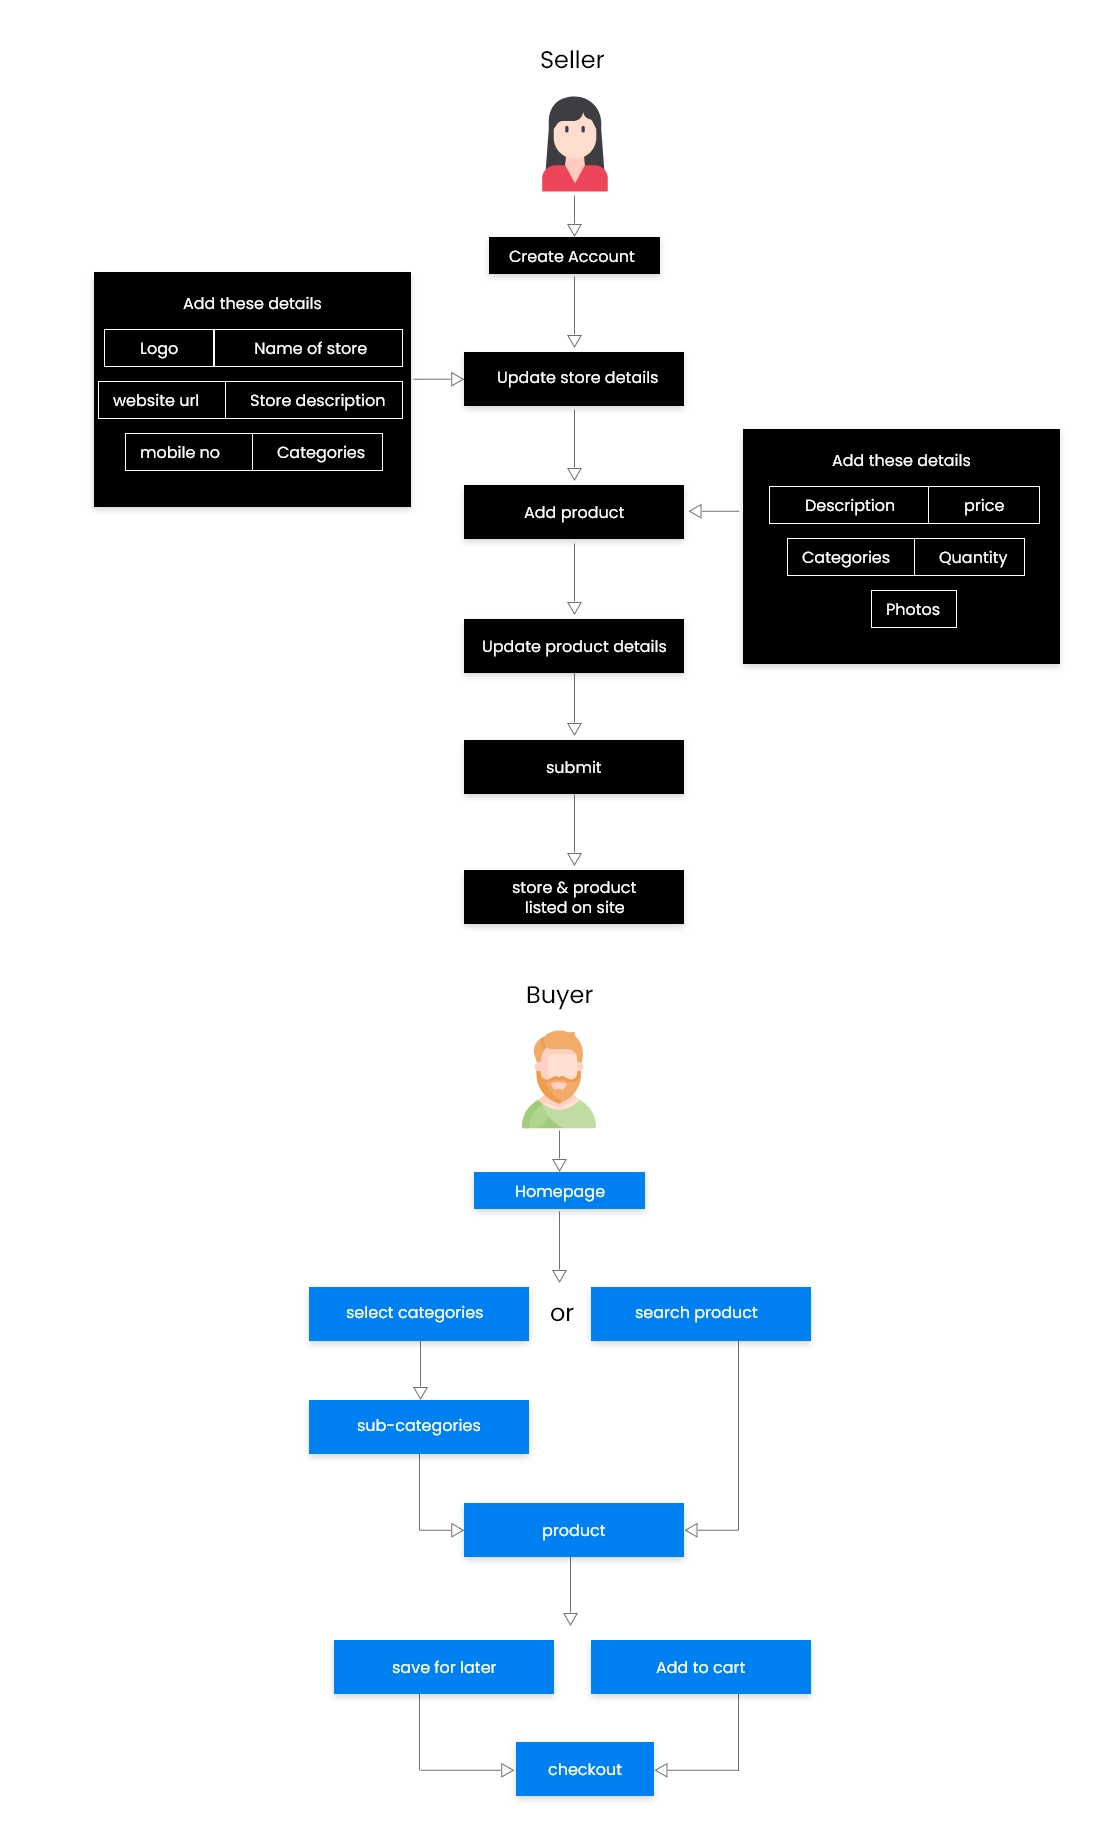 Seller
Create Account
Add these details
Logo
Name of store
website url
Store description
mobile no
Categories
Update store details
Add these details
Description
price
Categories
Quantity
Photos
Add product
Update product details
submit
store & product
listed on site
Buyer
Homepage
select categories
or
search product
sub-categories
product
save for later
Add to cart
checkout